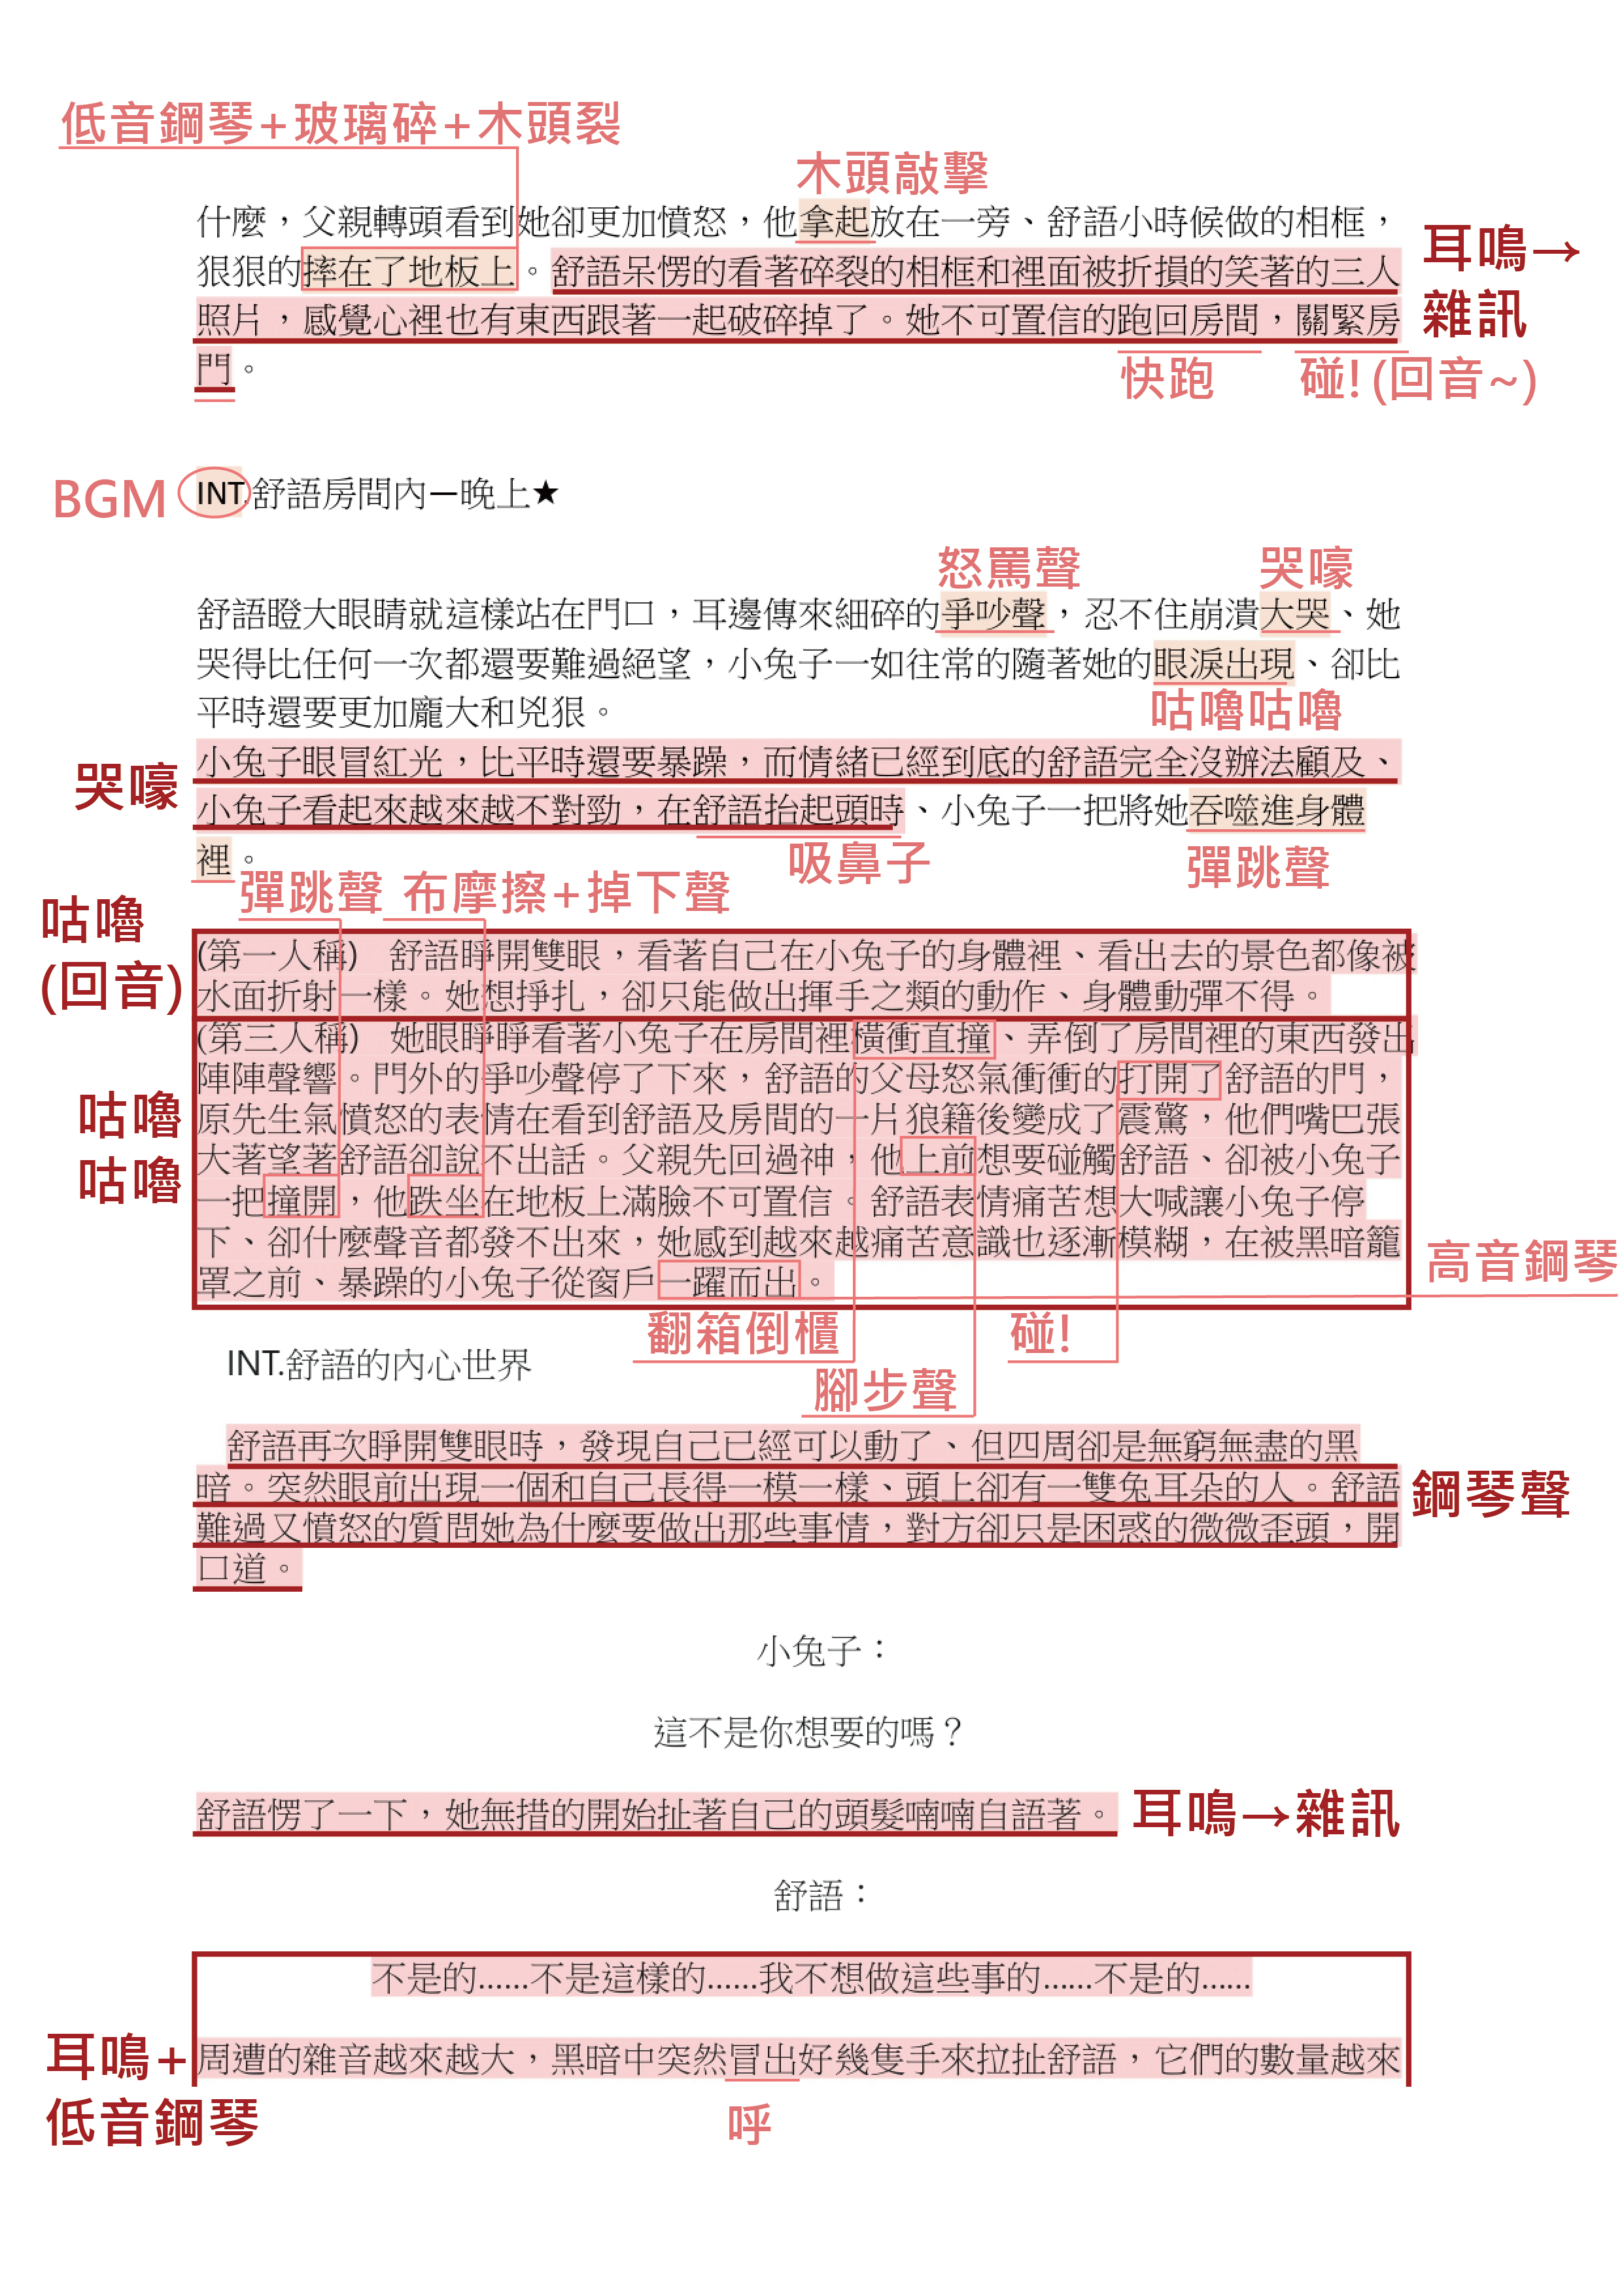 低音鋼琴+玻璃碎+木頭裂
木頭敲擊
什麼，父親轉頭看到她卻更加憤怒，他拿起放在一旁、舒語小時候做的相框，
狠狠的摔在了地板上。舒語呆愣的看著碎裂的相框和裡面被折損的笑著的三人
耳鳴→
雜訊
照片，感覺心裡也有東西跟著一起破碎掉了。她不可置信的跑回房間，關緊房
門。
快跑
碰!(回音~)
BGM
INT.舒語房間內—晚上★
怒罵聲
哭嚎
舒語瞪大眼睛就這樣站在門口，耳邊傳來細碎的爭吵聲，忍不住崩潰大哭、她
哭得比任何一次都還要難過絕望，小兔子一如往常的隨著她的眼淚出現、卻比
咕嚕咕嚕
平時還要更加龐大和兇狠。
哭嚎
小兔子眼冒紅光，比平時還要暴躁，而情緒已經到底的舒語完全沒辦法顧及、
小兔子看起來越來越不對勁，在舒語抬起頭時、小兔子一把將她吞噬進身體
裡。
吸鼻子
彈跳聲
彈跳聲
布摩擦+掉下聲
咕嚕
(回音)
(第一人稱) 舒語睜開雙眼，看著自己在小兔子的身體裡、看出去的景色都像被
水面折射一樣。她想掙扎，卻只能做出揮手之類的動作、身體動彈不得。
(第三人稱) 她眼睜睜看著小兔子在房間裡橫衝直撞、弄倒了房間裡的東西發出
陣陣聲響。門外的爭吵聲停了下來，舒語的父母怒氣衝衝的打開了舒語的門，
咕嚕
咕嚕
原先生氣憤怒的表情在看到舒語及房間的一片狼籍後變成了震驚，他們嘴巴張
大著望著舒語卻說不出話。父親先回過神，他上前想要碰觸舒語、卻被小兔子
一把撞開，他跌坐在地板上滿臉不可置信。舒語表情痛苦想大喊讓小兔子停
下、卻什麼聲音都發不出來，她感到越來越痛苦意識也逐漸模糊，在被黑暗籠
罩之前、暴躁的小兔子從窗戶一躍而出。
高音鋼琴
翻箱倒櫃
碰!
腳步聲
INT.舒語的內心世界
舒語再次睜開雙眼時，發現自己已經可以動了、但四周卻是無窮無盡的黑
暗。突然眼前出現一個和自己長得一模一樣、頭上卻有一雙兔耳朵的人。舒語
鋼琴聲
難過又憤怒的質問她為什麼要做出那些事情，對方卻只是困惑的微微歪頭，開
口道。
小兔子：
這不是你想要的嗎？
舒語愣了一下，她無措的開始扯著自己的頭髮喃喃自語著。
耳鳴→雜訊
舒語：
不是的……不是這樣的……我不想做這些事的……不是的……
耳鳴+
低音鋼琴
周遭的雜音越來越大，黑暗中突然冒出好幾隻手來拉扯舒語，它們的數量越來
呼